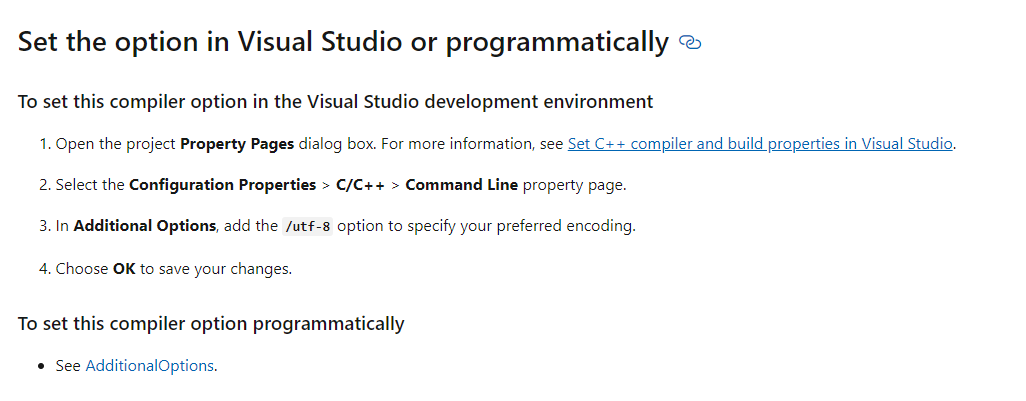 Set the option in Visual Studio or programmatically
To set this compiler option in the Visual Studio development environment
1. Open the project Property Pages dialog box. For more information, see Set C++ compiler and build properties in Visual Studio.
2. Select the Configuration Properties > C/C++ > Command Line property page.
3. In Additional Options, add the /utf-8 option to specify your preferred encoding.
4. Choose OK to save your changes.
To set this compiler option programmatically
• See AdditionalOptions.